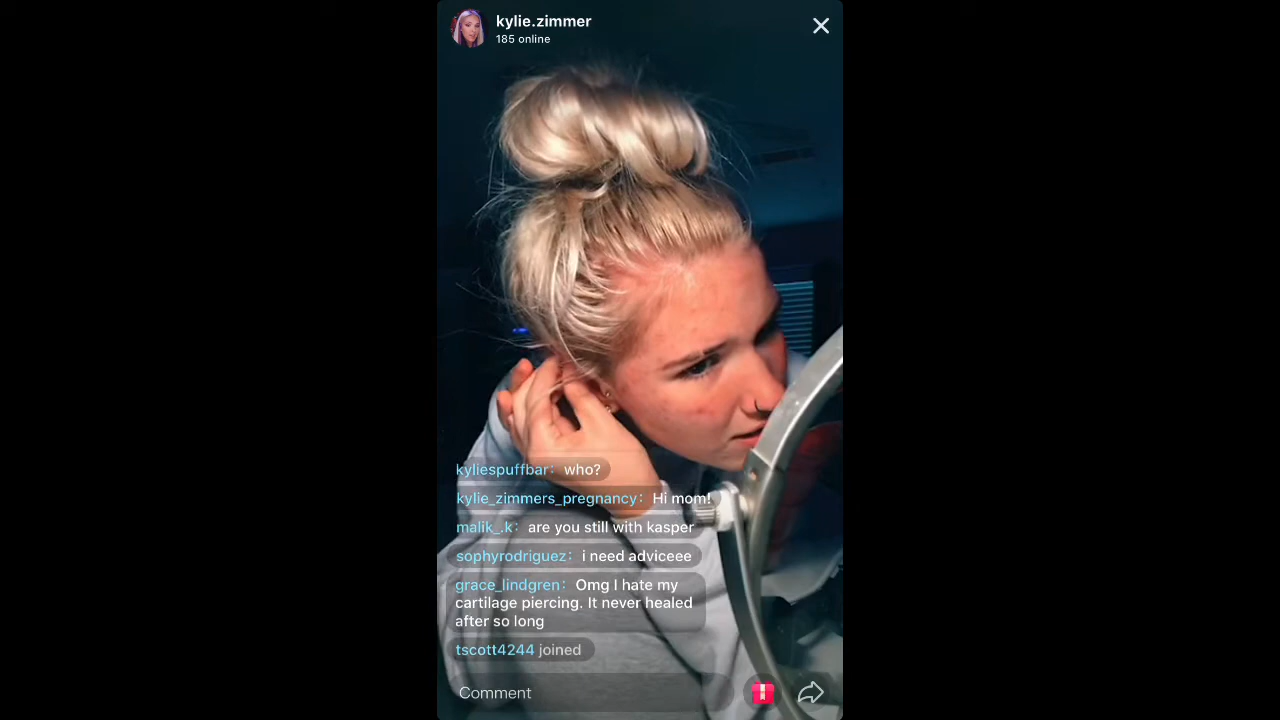 kylie.zimmer
185 online
kyliespuffbar: who?
kylie_zimmers_pregnancy: Hi mom!
malik_.k: are you still with kasper
sophyrodriguez: i need adviceee
grace_lindgren: Omg I hate my
cartilage piercing. It never healed
after so long
tscott4244 joined
Comment